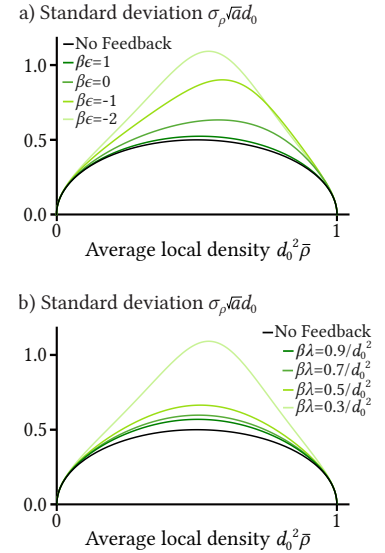 a) Standard deviation σ_ρ√a d₀
No Feedback
βϵ=1
βϵ=0
βϵ=-1
βϵ=-2
1.0
0.5
0.0
0
1
Average local density d₀²ρ̄
b) Standard deviation σ_ρ√a d₀
No Feedback
βλ=0.9/d₀²
βλ=0.7/d₀²
βλ=0.5/d₀²
βλ=0.3/d₀²
1.0
0.5
0.0
0
1
Average local density d₀²ρ̄